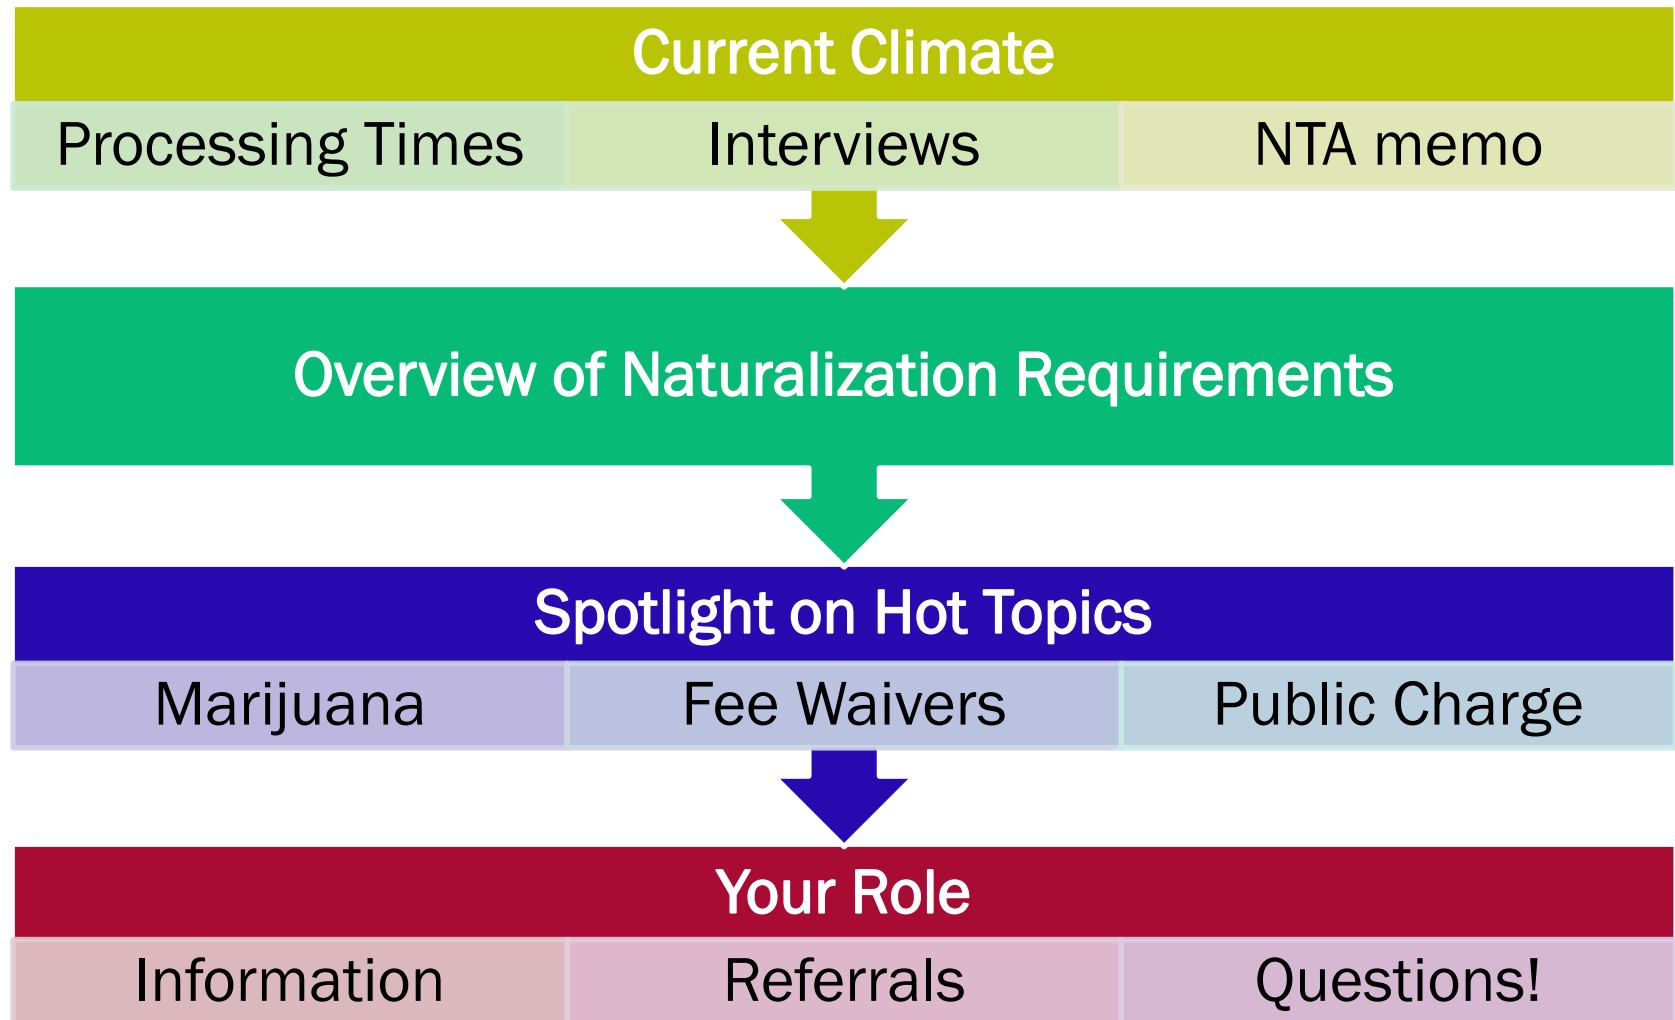 Current Climate
Processing Times Interviews NTA memo
Overview of Naturalization Requirements
Spotlight on Hot Topics
Marijuana Fee Waivers Public Charge
Your Role
Information Referrals Questions!